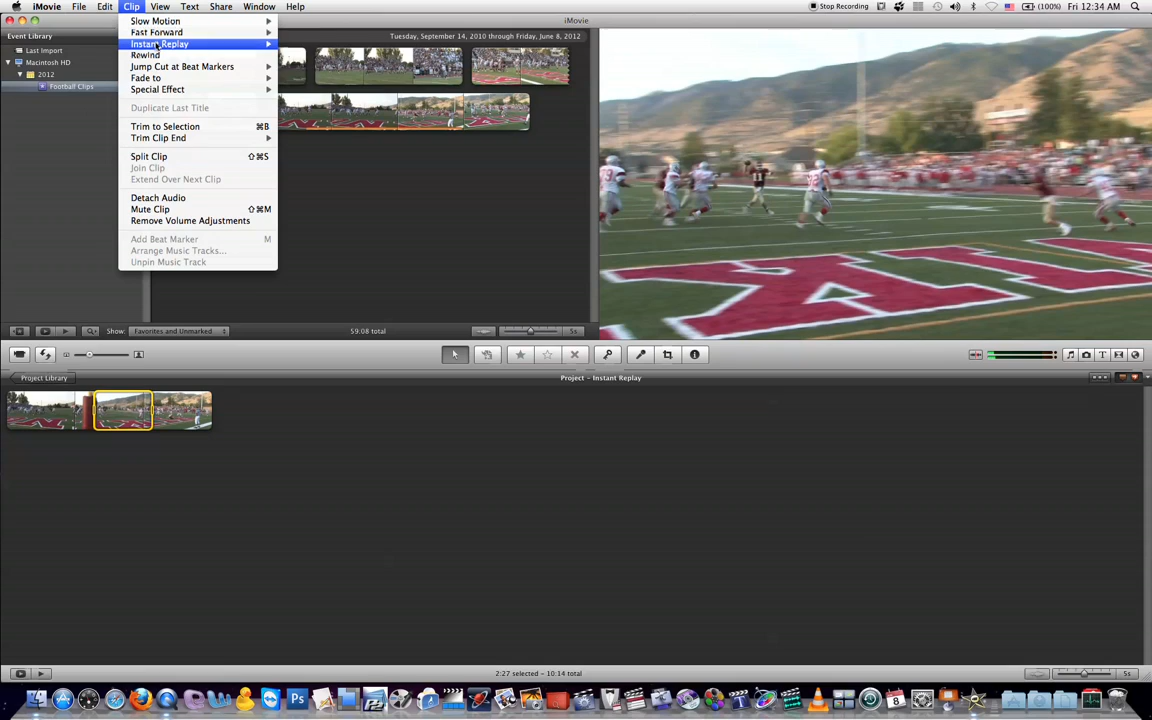 iMovie File Edit Clip View Text Share Window Help
Stop Recording (100%) Fri 12:34 AM
iMovie
Event Library
Last Import
Macintosh HD
2012
Football Clips
Tuesday, September 14, 2010 through Friday, June 8, 2012
Slow Motion
Fast Forward
Instant Replay
Rewind
Jump Cut at Beat Markers
Fade to
Special Effect
Duplicate Last Title
Trim to Selection ⌘B
Trim Clip End
Split Clip ⇧⌘S
Join Clip
Extend Over Next Clip
Detach Audio
Mute Clip ⇧⌘M
Remove Volume Adjustments
Add Beat Marker M
Arrange Music Tracks...
Unpin Music Track
11
Show: Favorites and Unmarked 59:08 total 5s
Project Library Project - Instant Replay
2:27 selected - 10:14 total 5s